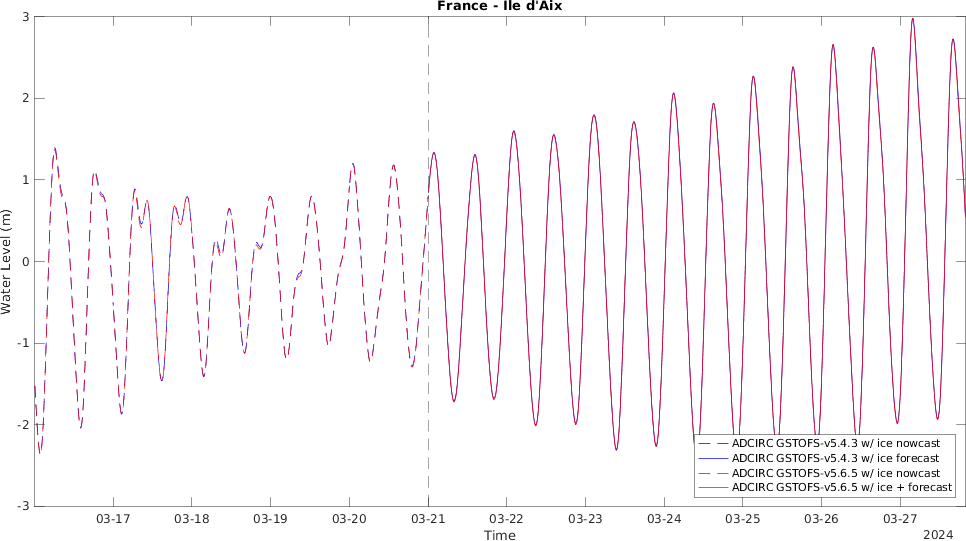 France - Ile d'Aix
3
2
1
0
-1
-2
-3
Water Level (m)
ADCIRC GSTOFS-v5.4.3 w/ ice nowcast
ADCIRC GSTOFS-v5.4.3 w/ ice forecast
ADCIRC GSTOFS-v5.6.5 w/ ice nowcast
ADCIRC GSTOFS-v5.6.5 w/ ice + forecast
03-17 03-18 03-19 03-20 03-21 03-22 03-23 03-24 03-25 03-26 03-27
Time
2024